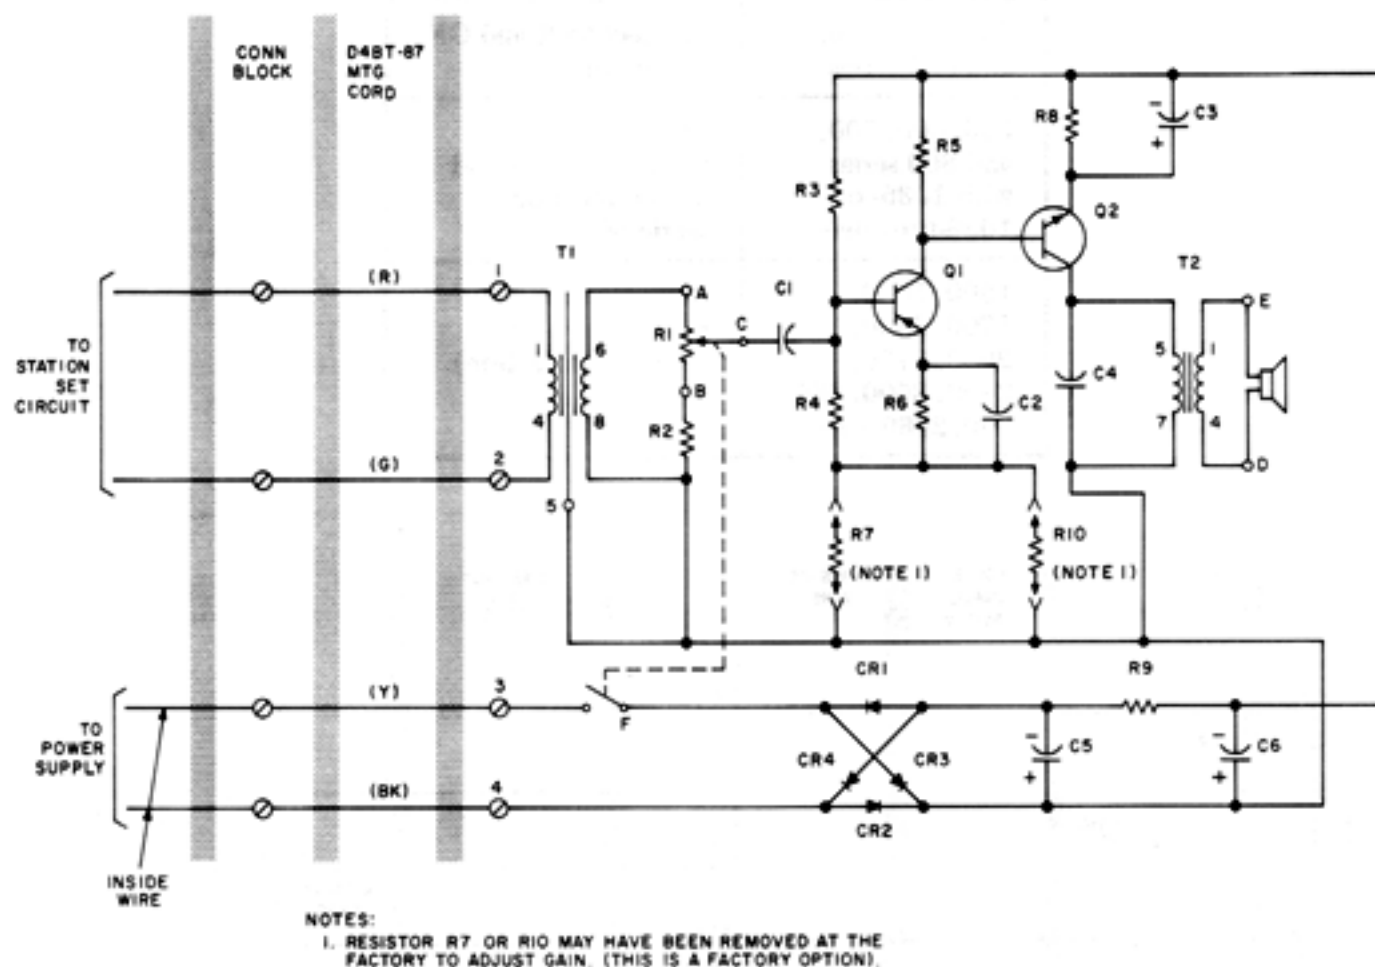 CONN
BLOCK
D4BT-87
MTG
CORD
R8
-
C3
+
R5
R3
Q2
T1
Q1
T2
(R)
1
A
C1
E
TO
STATION
SET
CIRCUIT
1
6
R1
C
5
1
C4
B
4
8
R2
R4
R6
C2
7
4
(G)
2
D
5
R7
(NOTE 1)
R10
(NOTE 1)
CR1
R9
(Y)
3
F
TO
POWER
SUPPLY
CR4
CR3
-
C5
+
-
C6
+
(BK)
4
CR2
INSIDE
WIRE
NOTES:
1. RESISTOR R7 OR R10 MAY HAVE BEEN REMOVED AT THE
FACTORY TO ADJUST GAIN. (THIS IS A FACTORY OPTION).